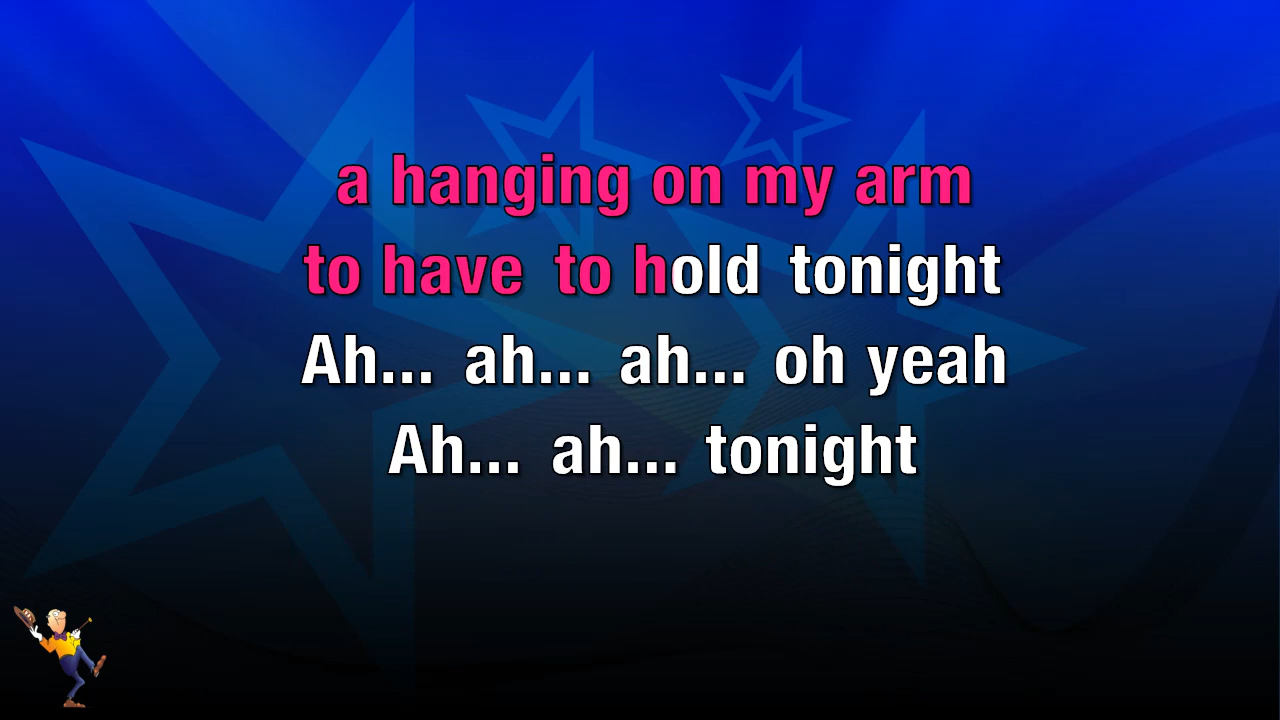 a hanging on my arm
to have to hold tonight
Ah... ah... ah... oh yeah
Ah... ah... tonight